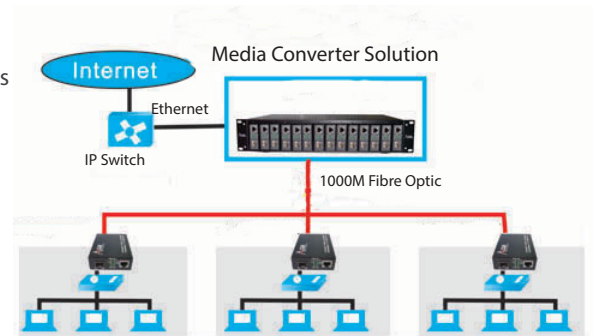 Media Converter Solution
s
Internet
Ethernet
IP Switch
1000M Fibre Optic